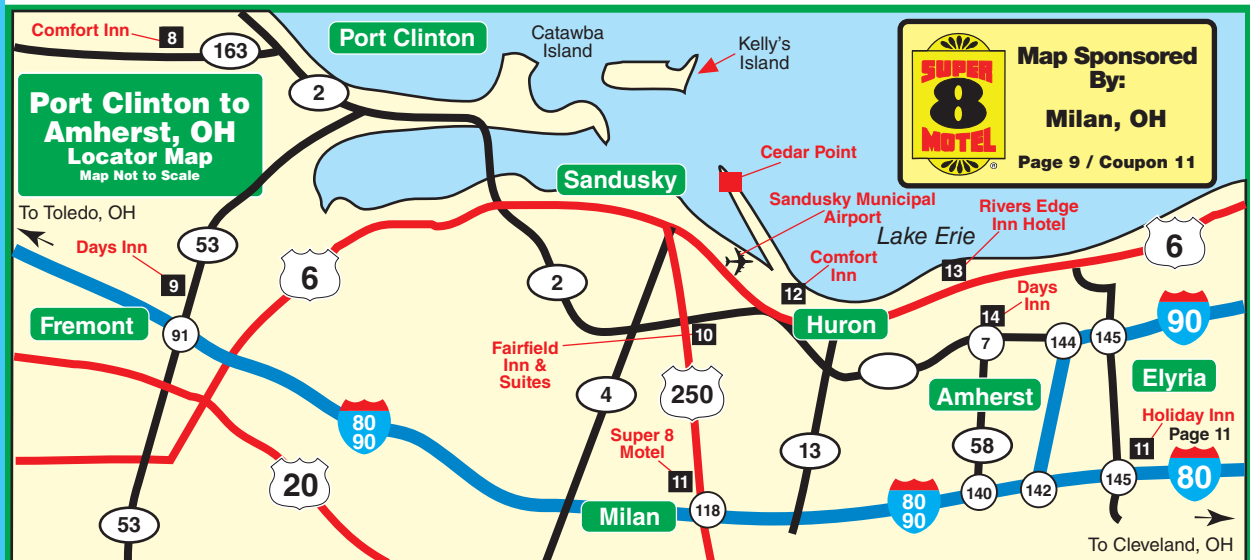 Comfort Inn
8
163
Port Clinton
Catawba
Island
Kelly's
Island
SUPER
8
MOTEL
®
Map Sponsored
By:
Milan, OH
Page 9 / Coupon 11
2
Port Clinton to
Amherst, OH
Locator Map
Map Not to Scale
Cedar Point
Sandusky
Sandusky Municipal
Airport
Rivers Edge
Inn Hotel
Lake Erie
To Toledo, OH
Days Inn
53
9
6
2
Comfort
Inn
12
13
6
Days
Inn
14
90
Fremont
91
Huron
7
144
145
Fairfield
Inn &
Suites
10
4
250
Amherst
Elyria
80
90
Super 8
Motel
11
13
58
Holiday Inn
Page 11
11
20
53
Milan
118
80
90
140
142
145
80
To Cleveland, OH